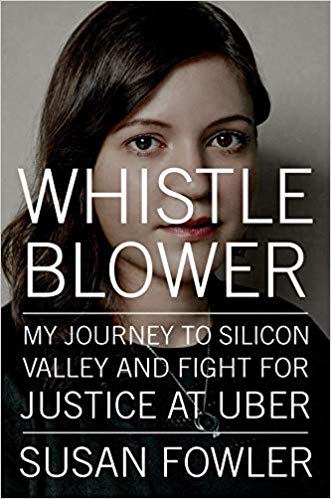 WHISTLE
BLOWER
MY JOURNEY TO SILICON
VALLEY AND FIGHT FOR
JUSTICE AT UBER
SUSAN FOWLER